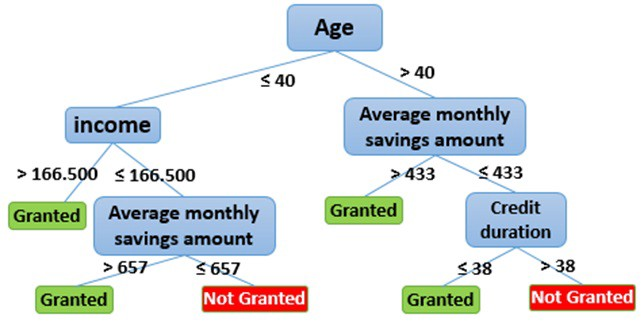 Age
≤ 40
> 40
income
Average monthly
savings amount
> 166.500
≤ 166.500
> 433
≤ 433
Granted
Average monthly
savings amount
Granted
Credit
duration
> 657
≤ 657
≤ 38
> 38
Granted
Not Granted
Granted
Not Granted